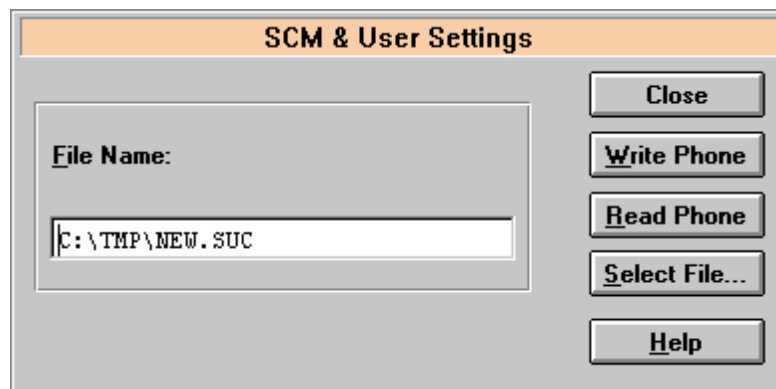 SCM & User Settings
Close
File Name:
Write Phone
Read Phone
C:\TMP\NEW.SUC
Select File...
Help